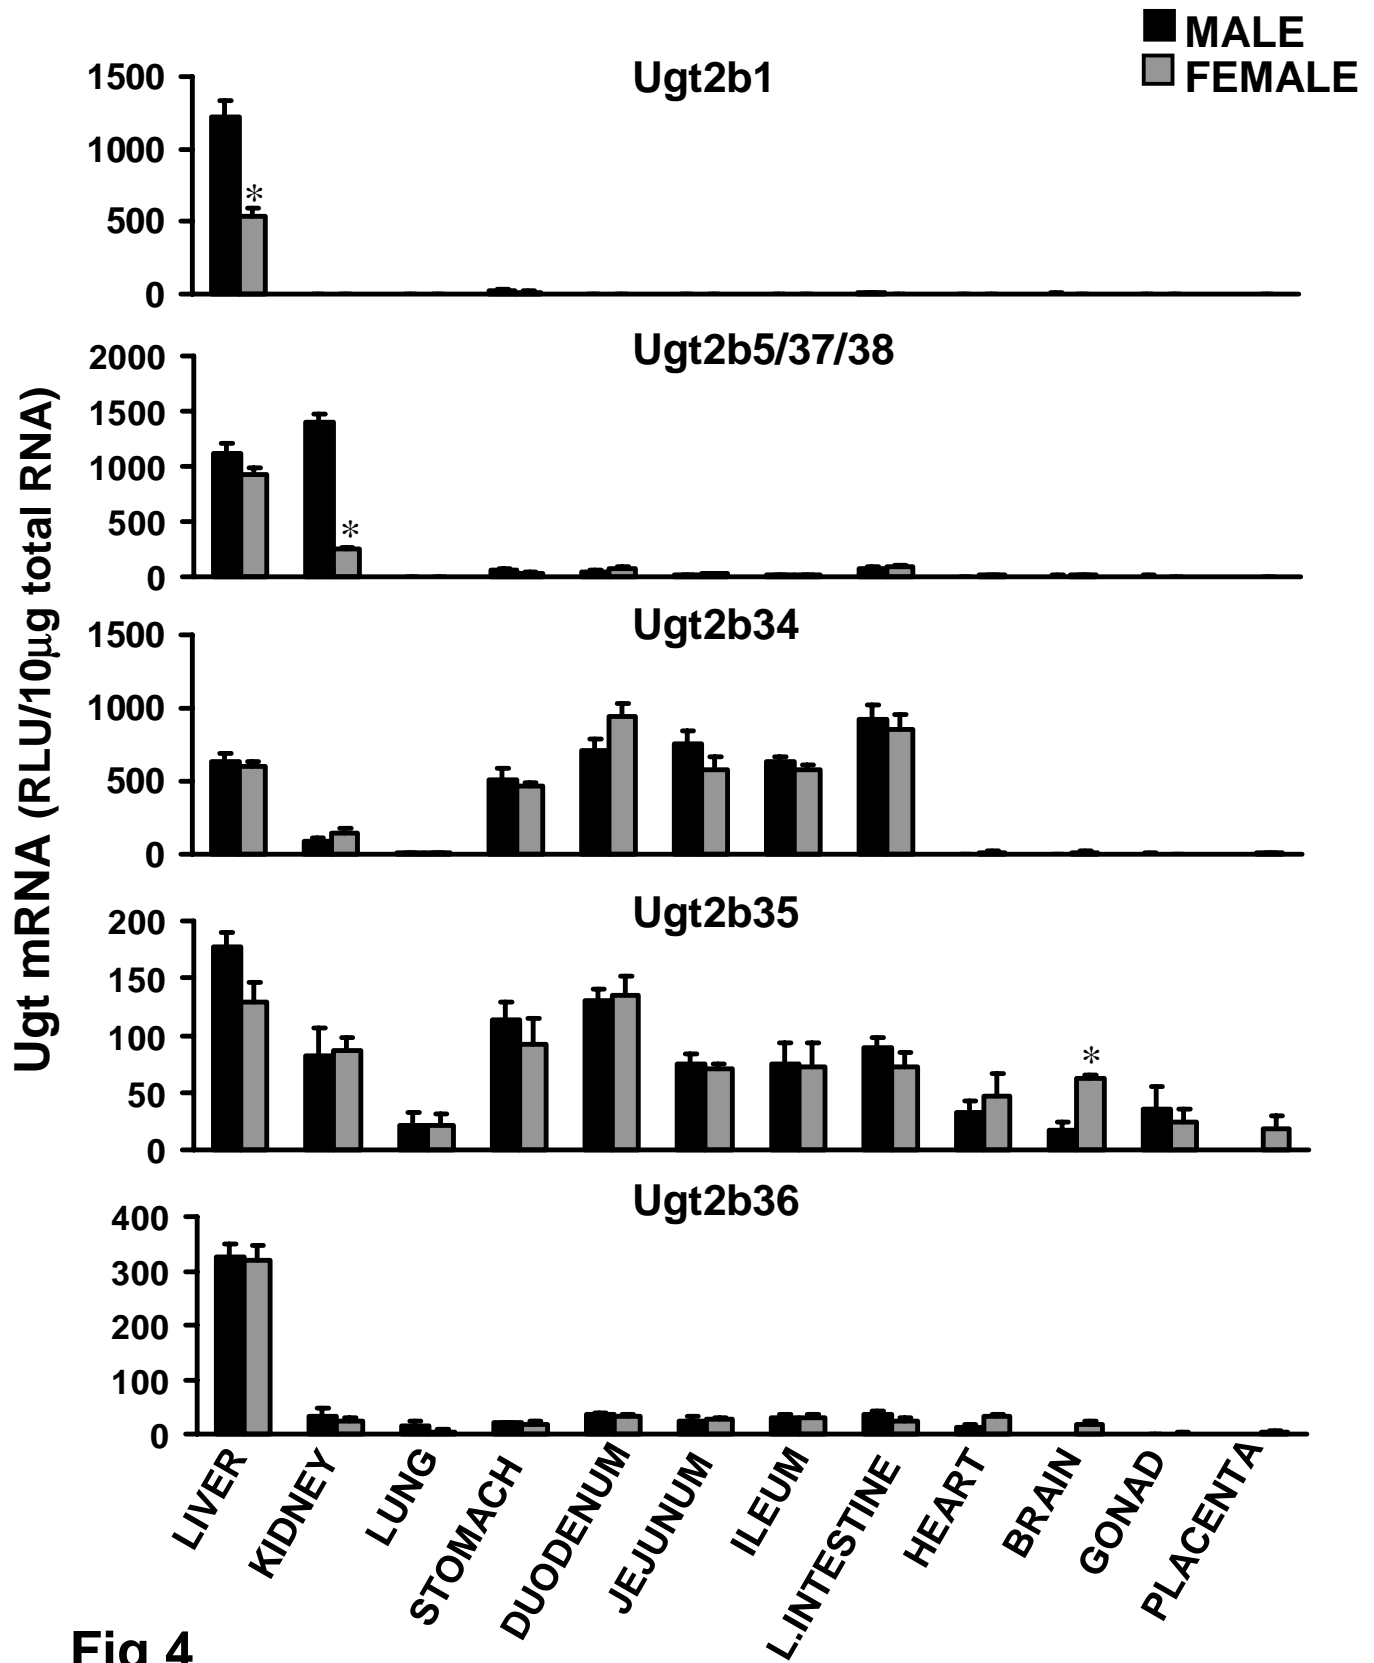 MALE
FEMALE
Ugt2b1
1500
1000
500
0
*
Ugt2b5/37/38
2000
1500
1000
500
0
*
Ugt2b34
1500
1000
500
0
Ugt2b35
200
150
100
50
0
*
Ugt2b36
400
300
200
100
0
Ugt mRNA (RLU/10µg total RNA)
LIVER
KIDNEY
LUNG
STOMACH
DUODENUM
JEJUNUM
ILEUM
L.INTESTINE
HEART
BRAIN
GONAD
PLACENTA
Fig 4